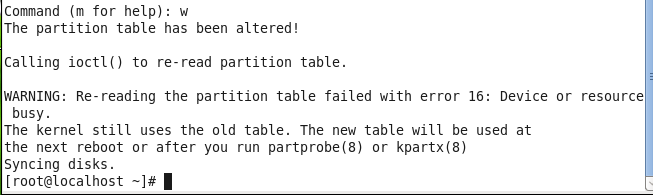 Command (m for help): w
The partition table has been altered!
Calling ioctl() to re-read partition table.
WARNING: Re-reading the partition table failed with error 16: Device or resource
busy.
The kernel still uses the old table. The new table will be used at
the next reboot or after you run partprobe(8) or kpartx(8)
Syncing disks.
[root@localhost ~]#